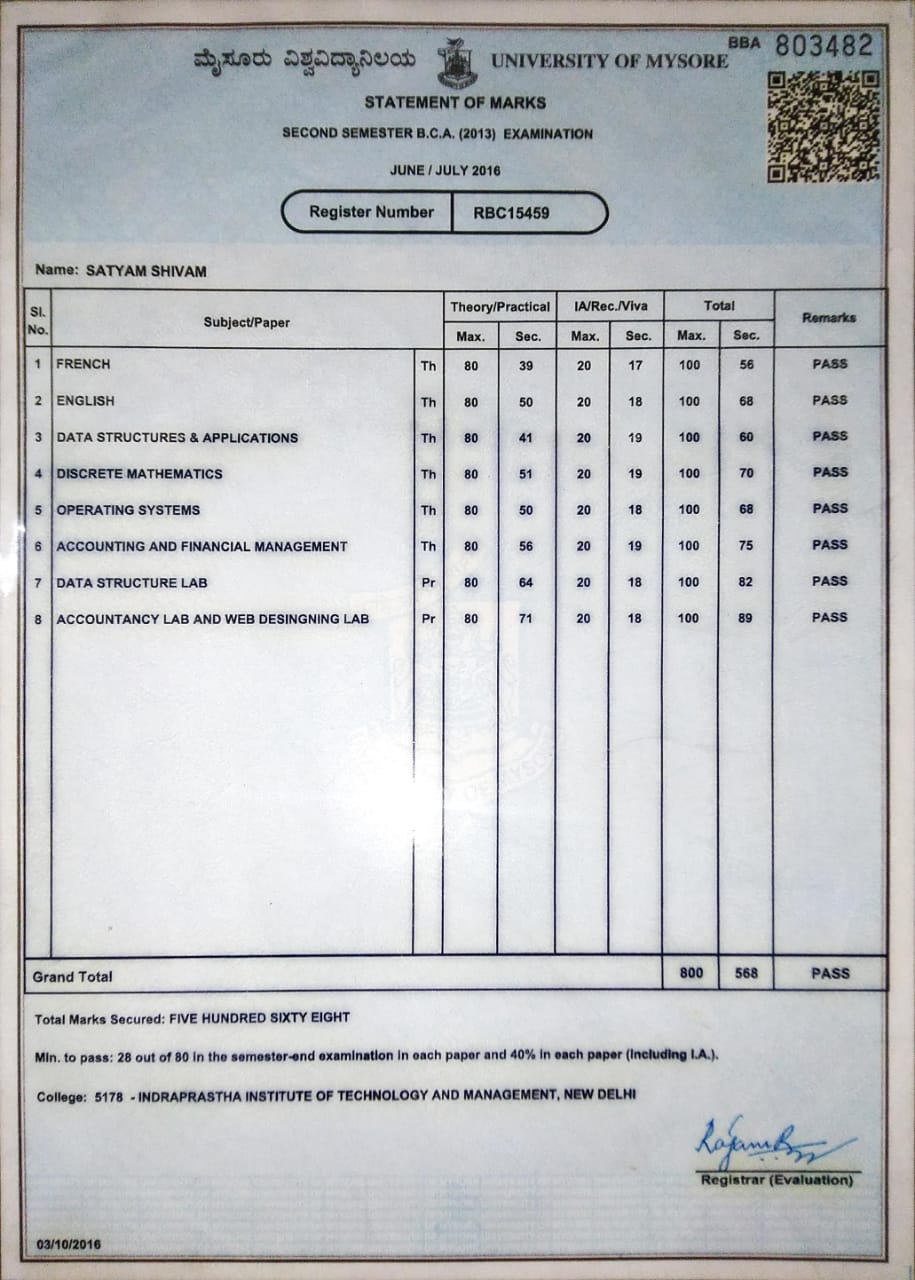 BBA 803482
ಮೈಸೂರು ವಿಶ್ವವಿದ್ಯಾನಿಲಯ UNIVERSITY OF MYSORE
STATEMENT OF MARKS
SECOND SEMESTER B.C.A. (2013) EXAMINATION
JUNE / JULY 2016
Register Number RBC15459
Name: SATYAM SHIVAM
Sl. No. Subject/Paper Theory/Practical IA/Rec./Viva Total Remarks
Max. Sec. Max. Sec. Max. Sec.
1 FRENCH Th 80 39 20 17 100 56 PASS
2 ENGLISH Th 80 50 20 18 100 68 PASS
3 DATA STRUCTURES & APPLICATIONS Th 80 41 20 19 100 60 PASS
4 DISCRETE MATHEMATICS Th 80 51 20 19 100 70 PASS
5 OPERATING SYSTEMS Th 80 50 20 18 100 68 PASS
6 ACCOUNTING AND FINANCIAL MANAGEMENT Th 80 56 20 19 100 75 PASS
7 DATA STRUCTURE LAB Pr 80 64 20 18 100 82 PASS
8 ACCOUNTANCY LAB AND WEB DESINGNING LAB Pr 80 71 20 18 100 89 PASS
Grand Total 800 568 PASS
Total Marks Secured: FIVE HUNDRED SIXTY EIGHT
Min. to pass: 28 out of 80 in the semester-end examination in each paper and 40% in each paper (Including I.A.).
College: 5178 - INDRAPRASTHA INSTITUTE OF TECHNOLOGY AND MANAGEMENT, NEW DELHI
Registrar (Evaluation)
03/10/2016